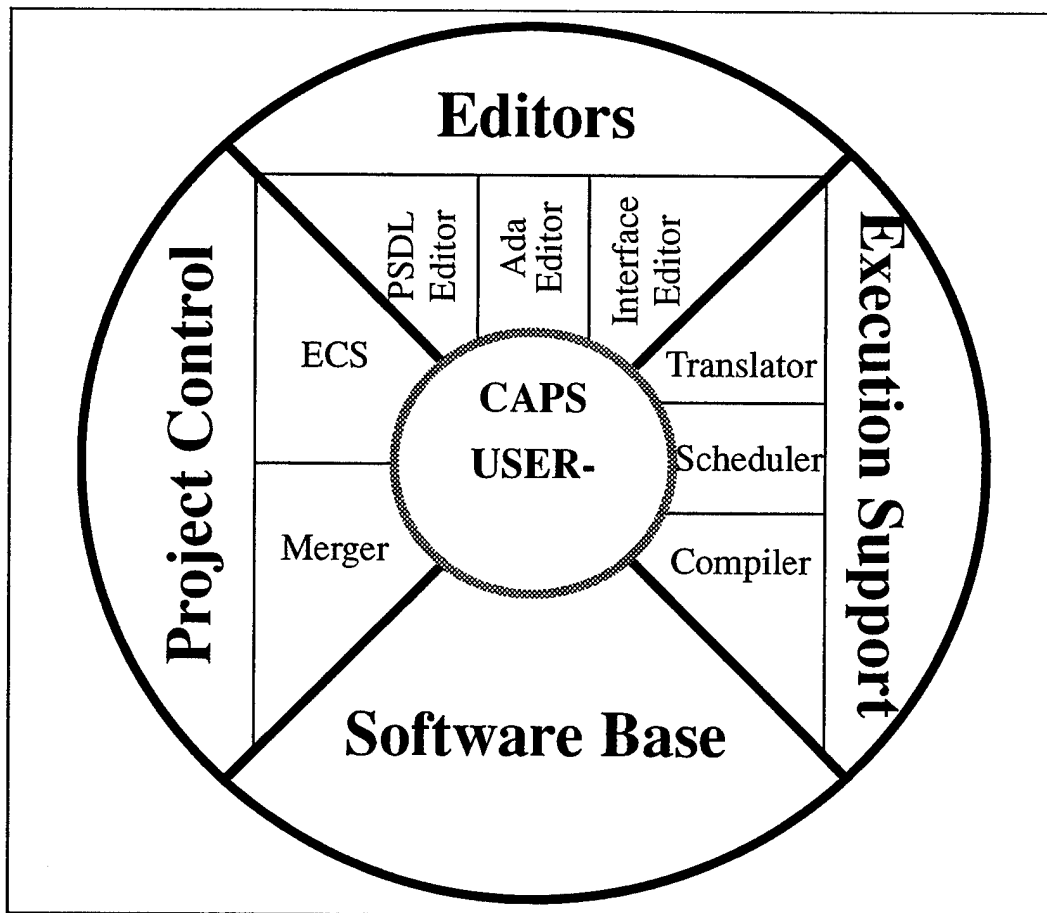 Editors
PSDL
Editor
Ada
Editor
Interface
Editor
Project Control
ECS
Merger
CAPS
USER-
Translator
Scheduler
Compiler
Execution Support
Software Base